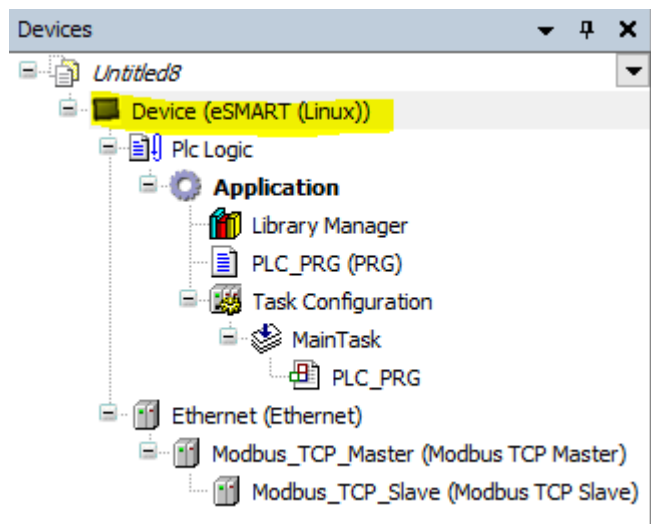 Devices
Untitled8
Device (eSMART (Linux))
Plc Logic
Application
Library Manager
PLC_PRG (PRG)
Task Configuration
MainTask
PLC_PRG
Ethernet (Ethernet)
Modbus_TCP_Master (Modbus TCP Master)
Modbus_TCP_Slave (Modbus TCP Slave)